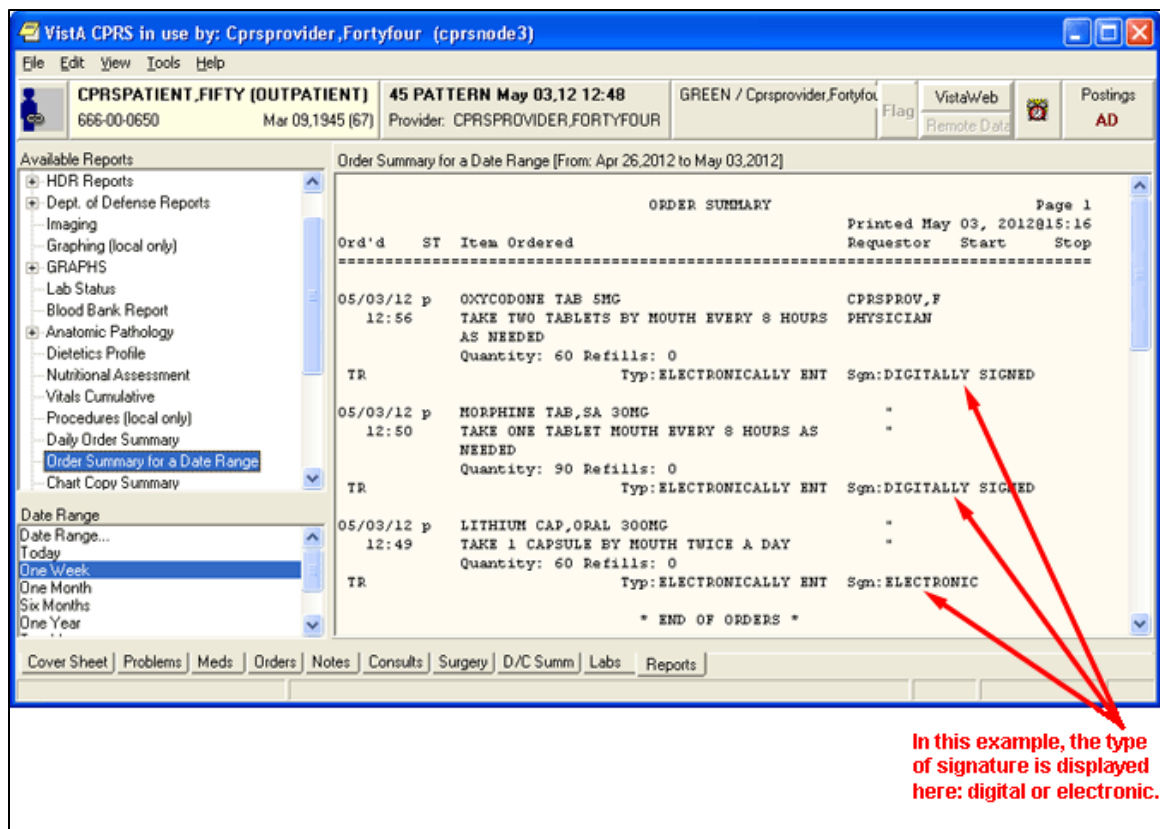 VistA CPRS in use by: Cprsprovider,Fortyfour (cprsnode3)
File Edit View Tools Help
CPRSPATIENT,FIFTY (OUTPATIENT)
666-00-0650 Mar 09,1945 (67)
45 PATTERN May 03,12 12:48
Provider: CPRSPROVIDER,FORTYFOUR
GREEN / Cprsprovider,Fortyfou
Flag
VistaWeb
Remote Data
Postings
AD
Available Reports
HDR Reports
Dept. of Defense Reports
Imaging
Graphing (local only)
GRAPHS
Lab Status
Blood Bank Report
Anatomic Pathology
Dietetics Profile
Nutritional Assessment
Vitals Cumulative
Procedures (local only)
Daily Order Summary
Order Summary for a Date Range
Chart Copy Summary
Date Range
Date Range...
Today
One Week
One Month
Six Months
One Year
Order Summary for a Date Range [From: Apr 26,2012 to May 03,2012]
ORDER SUMMARY Page 1
Printed May 03, 2012@15:16
Ord'd ST Item Ordered Requestor Start Stop
==========================================================================
05/03/12 p OXYCODONE TAB 5MG CPRSPROV,F
12:56 TAKE TWO TABLETS BY MOUTH EVERY 8 HOURS PHYSICIAN
AS NEEDED
Quantity: 60 Refills: 0
TR Typ:ELECTRONICALLY ENT Sgn:DIGITALLY SIGNED
05/03/12 p MORPHINE TAB,SA 30MG "
12:50 TAKE ONE TABLET MOUTH EVERY 8 HOURS AS "
NEEDED
Quantity: 90 Refills: 0
TR Typ:ELECTRONICALLY ENT Sgn:DIGITALLY SIGNED
05/03/12 p LITHIUM CAP,ORAL 300MG "
12:49 TAKE 1 CAPSULE BY MOUTH TWICE A DAY "
Quantity: 60 Refills: 0
TR Typ:ELECTRONICALLY ENT Sgn:ELECTRONIC
* END OF ORDERS *
Cover Sheet Problems Meds Orders Notes Consults Surgery D/C Summ Labs Reports
In this example, the type
of signature is displayed
here: digital or electronic.